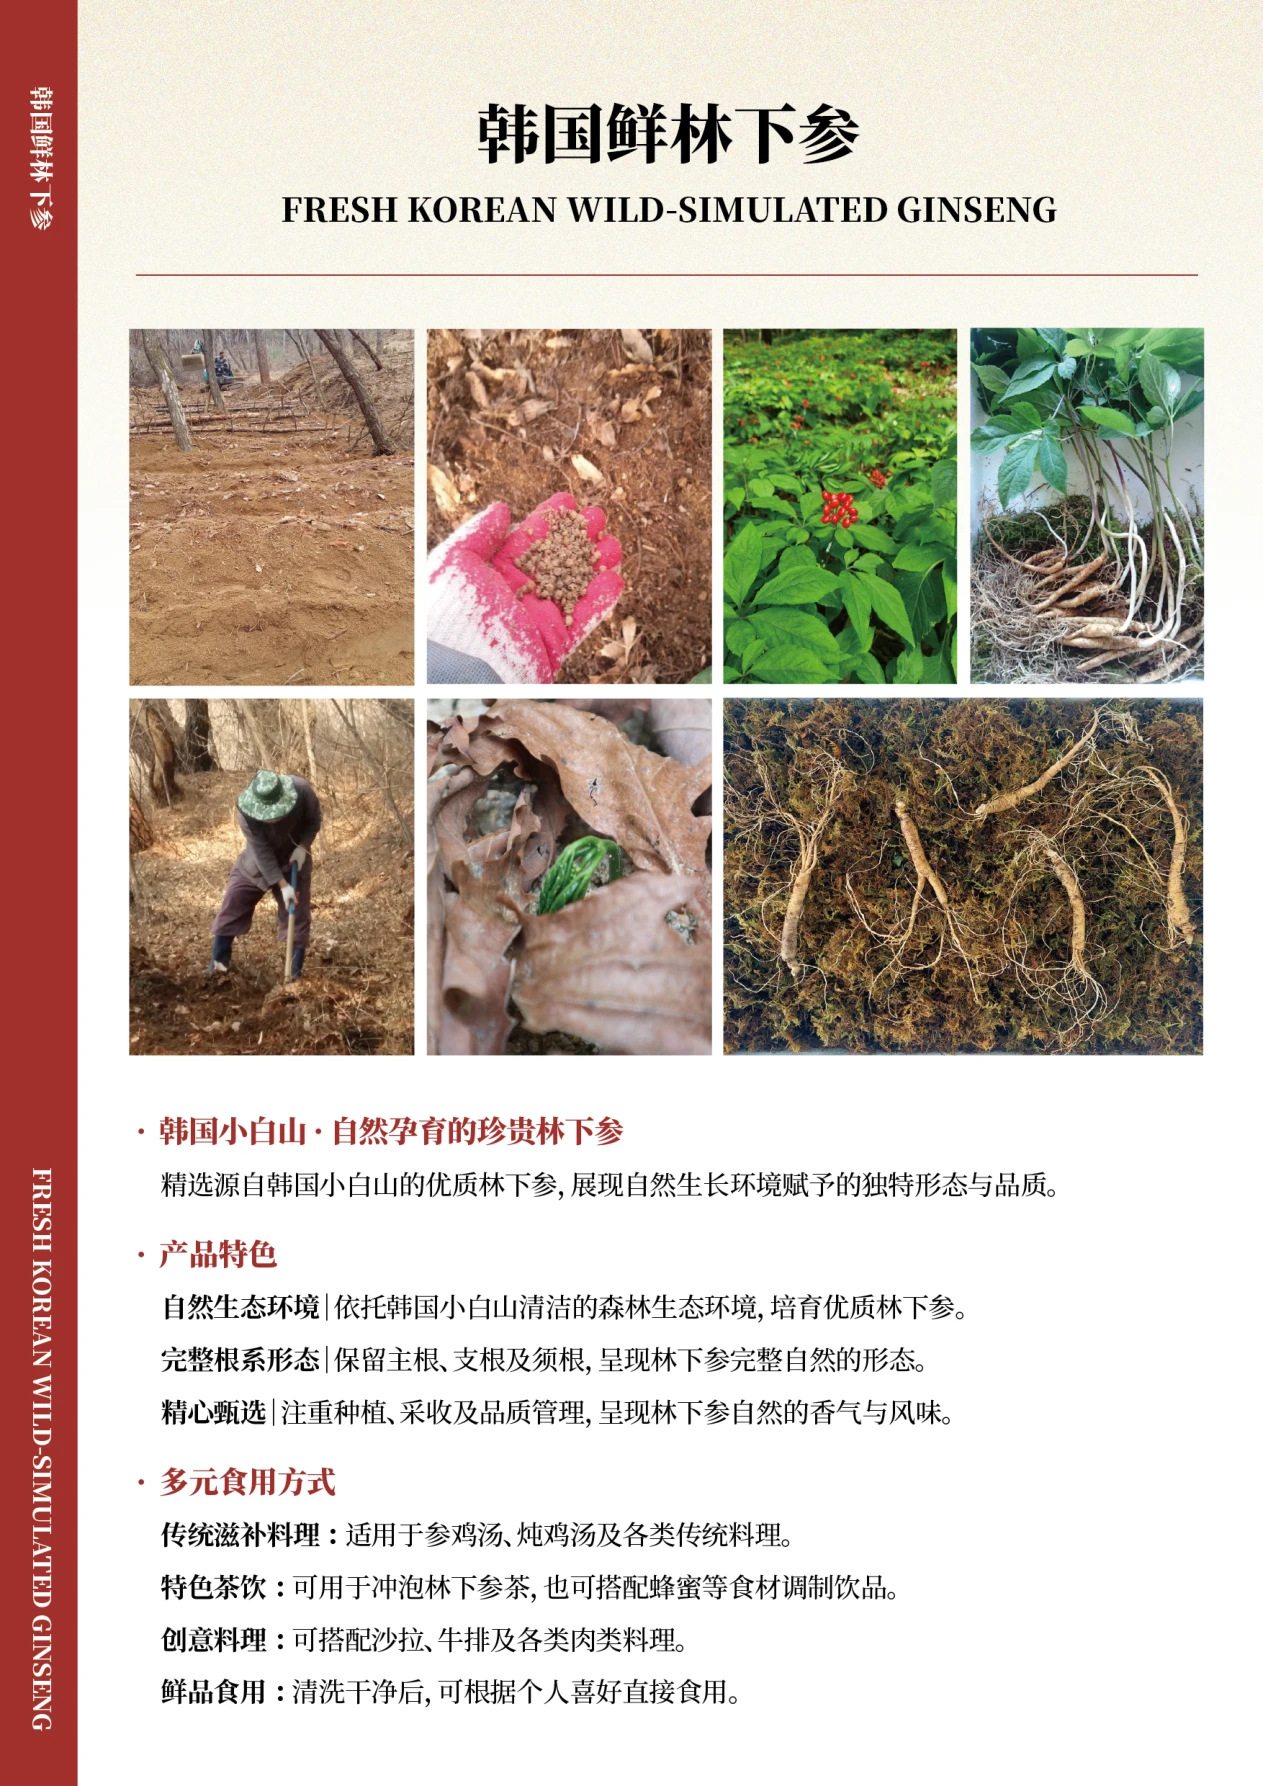 韩国鲜林下参
FRESH KOREAN WILD-SIMULATED GINSENG
韩国鲜林下参
FRESH KOREAN WILD-SIMULATED GINSENG
· 韩国小白山 · 自然孕育的珍贵林下参
精选源自韩国小白山的优质林下参, 展现自然生长环境赋予的独特形态与品质。
· 产品特色
自然生态环境|依托韩国小白山清洁的森林生态环境, 培育优质林下参。
完整根系形态|保留主根、支根及须根, 呈现林下参完整自然的形态。
精心甄选|注重种植、采收及品质管理, 呈现林下参自然的香气与风味。
· 多元食用方式
传统滋补料理 : 适用于参鸡汤、炖鸡汤及各类传统料理。
特色茶饮 : 可用于冲泡林下参茶, 也可搭配蜂蜜等食材调制饮品。
创意料理 : 可搭配沙拉、牛排及各类肉类料理。
鲜品食用 : 清洗干净后, 可根据个人喜好直接食用。